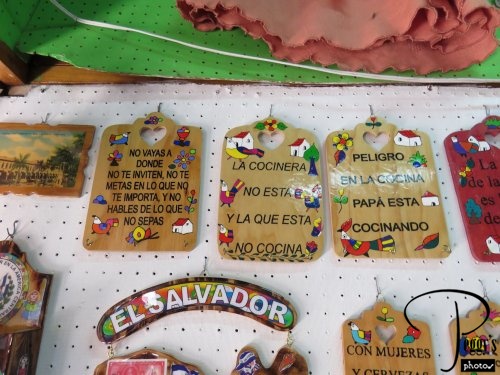 NO VAYAS A
DONDE
NO TE
INVITEN, NO TE
METAS EN LO QUE NO
TE IMPORTA, Y NO
HABLES DE LO QUE
NO SEPAS
LA COCINERA
NO ESTA
Y LA QUE ESTA
NO COCINA
PELIGRO
EN LA COCINA
PAPÁ ESTA
COCINANDO
EL SALVADOR
CON MUJERES
Y CERVEZAS
photos